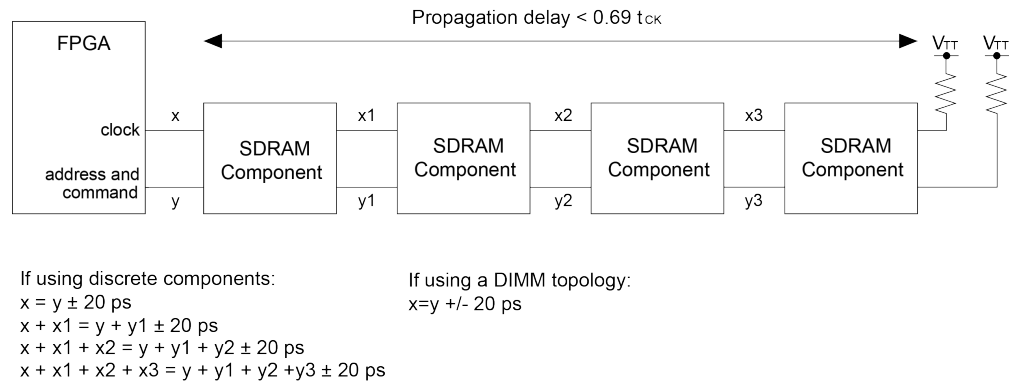 Propagation delay < 0.69 tCK
FPGA
VTT VTT
clock
x x1 x2 x3
SDRAM Component
SDRAM Component
SDRAM Component
SDRAM Component
address and command
y y1 y2 y3
If using discrete components:
x = y ± 20 ps
x + x1 = y + y1 ± 20 ps
x + x1 + x2 = y + y1 + y2 ± 20 ps
x + x1 + x2 + x3 = y + y1 + y2 +y3 ± 20 ps
If using a DIMM topology:
x=y +/- 20 ps